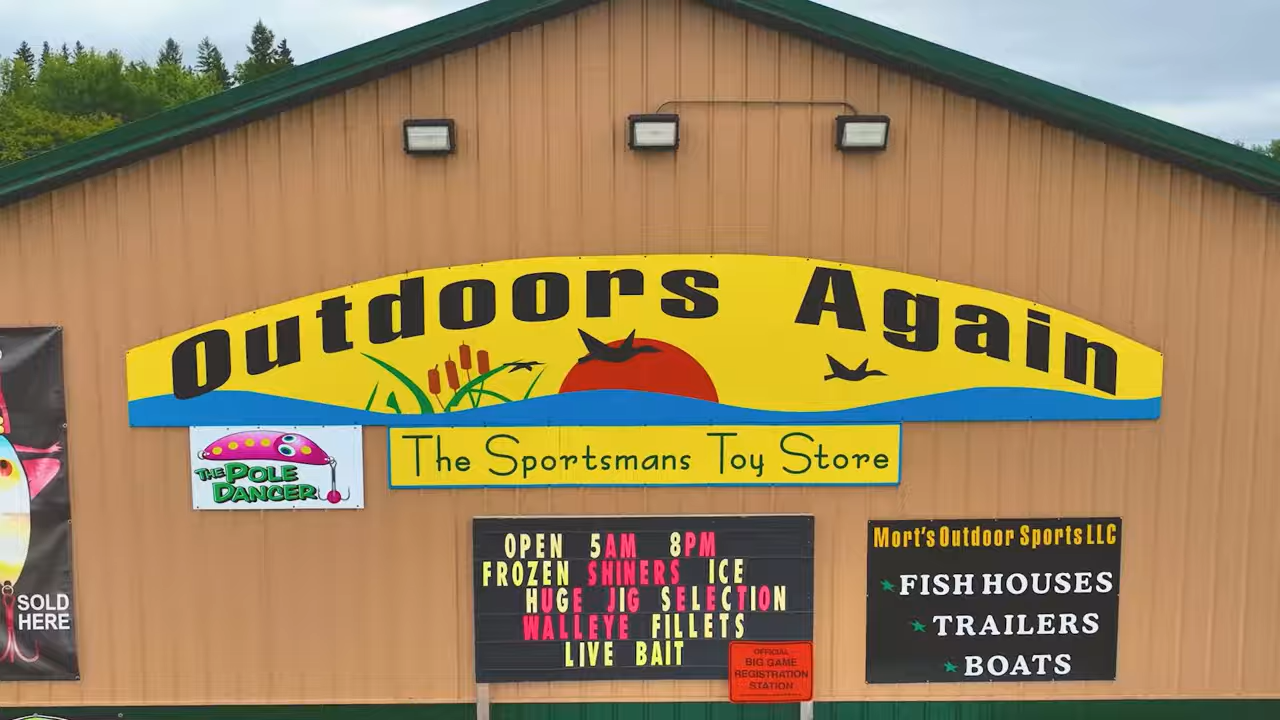 Outdoors Again
THE POLE
DANCER
The Sportsmans Toy Store
SOLD
HERE
OPEN 5AM 8PM
FROZEN SHINERS ICE
HUGE JIG SELECTION
WALLEYE FILLETS
LIVE BAIT
OFFICIAL
BIG GAME
REGISTRATION
STATION
Mort's Outdoor Sports LLC
FISH HOUSES
TRAILERS
BOATS